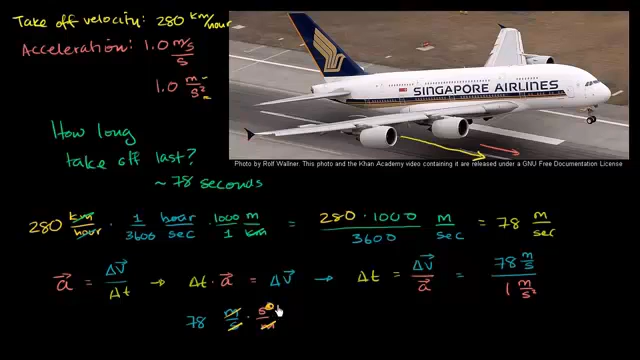 Take off velocity: 280 km/hour
Acceleration: 1.0 m/s/s
1.0 m/s²
SINGAPORE AIRLINES
Photo by Rolf Wallner. This photo and the Khan Academy video containing it are released under a GNU Free Documentation License
How long
take off last?
~ 78 seconds
280 km/hour · 1/3600 hour/sec · 1000/1 m/km = 280 · 1000/3600 m/sec = 78 m/sec
a⃗ = Δv⃗/Δt → Δt · a⃗ = Δv⃗ → Δt = Δv⃗/a⃗ = 78 m/s / 1 m/s²
78 m/s · s²/m